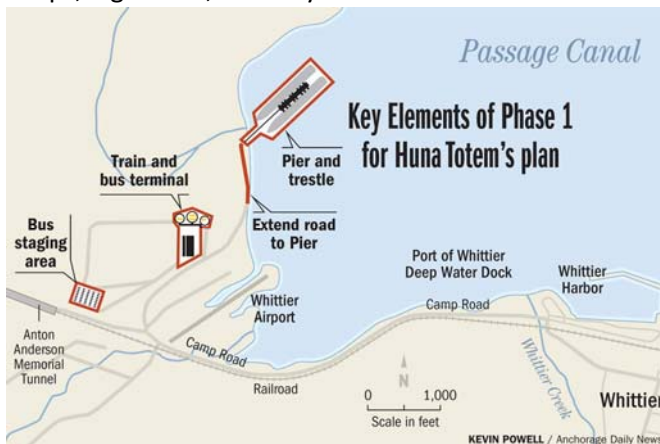 Passage Canal
Key Elements of Phase 1
for Huna Totem's plan
Train and
bus terminal
Pier and
trestle
Bus
staging
area
Extend road
to Pier
Port of Whittier
Deep Water Dock
Whittier
Harbor
Whittier
Airport
Camp Road
Anton
Anderson
Memorial
Tunnel
Camp Road
Railroad
N
0 1,000
Scale in feet
Whittier Creek
Whittier
KEVIN POWELL / Anchorage Daily News